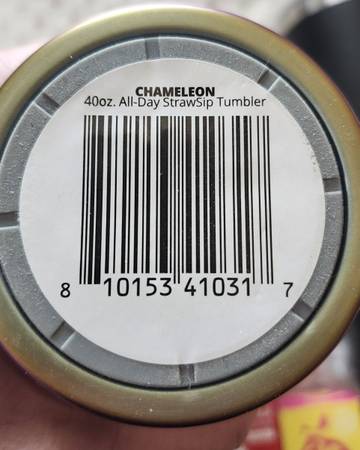 CHAMELEON
40oz. All-Day StrawSip Tumbler
8 10153 41031 7